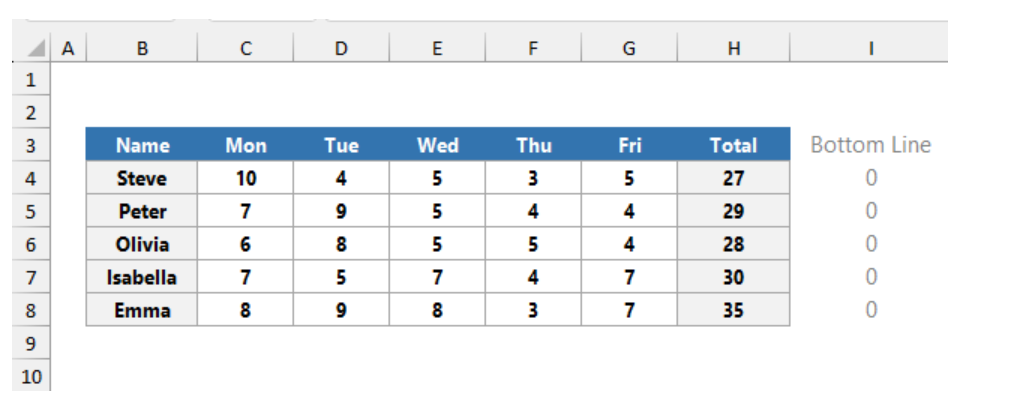 A B C D E F G H I
1
2
3 Name Mon Tue Wed Thu Fri Total Bottom Line
4 Steve 10 4 5 3 5 27 0
5 Peter 7 9 5 4 4 29 0
6 Olivia 6 8 5 5 4 28 0
7 Isabella 7 5 7 4 7 30 0
8 Emma 8 9 8 3 7 35 0
9
10